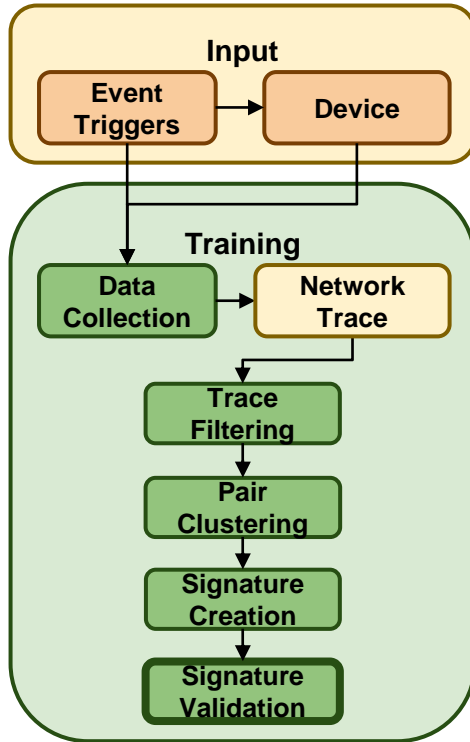 Input
Event
Triggers
Device
Training
Data
Collection
Network
Trace
Trace
Filtering
Pair
Clustering
Signature
Creation
Signature
Validation